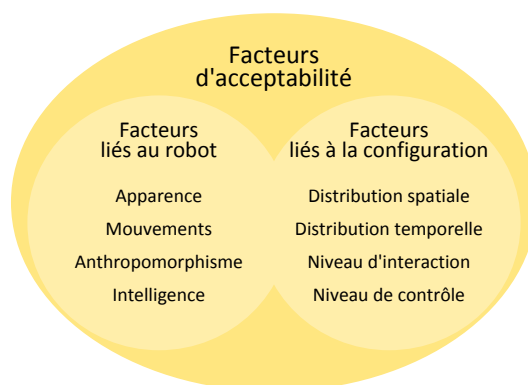 Facteurs
d'acceptabilité
Facteurs
liés au robot
Apparence
Mouvements
Anthropomorphisme
Intelligence
Facteurs
liés à la configuration
Distribution spatiale
Distribution temporelle
Niveau d'interaction
Niveau de contrôle